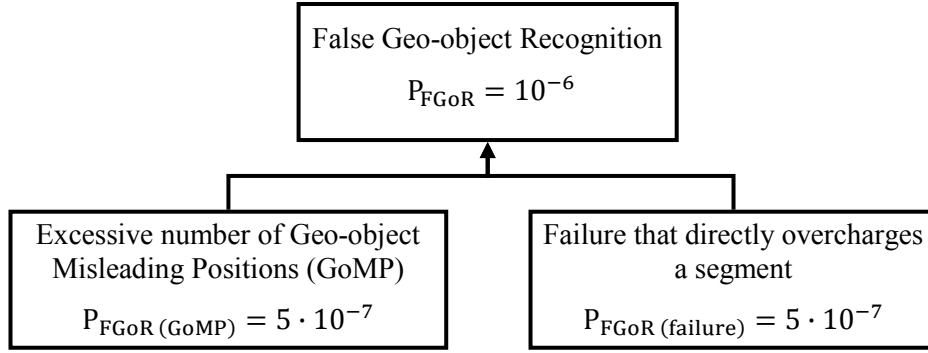 False Geo-object Recognition
P_FGoR = 10⁻⁶
Excessive number of Geo-object
Misleading Positions (GoMP)
P_FGoR (GoMP) = 5 · 10⁻⁷
Failure that directly overcharges
a segment
P_FGoR (failure) = 5 · 10⁻⁷